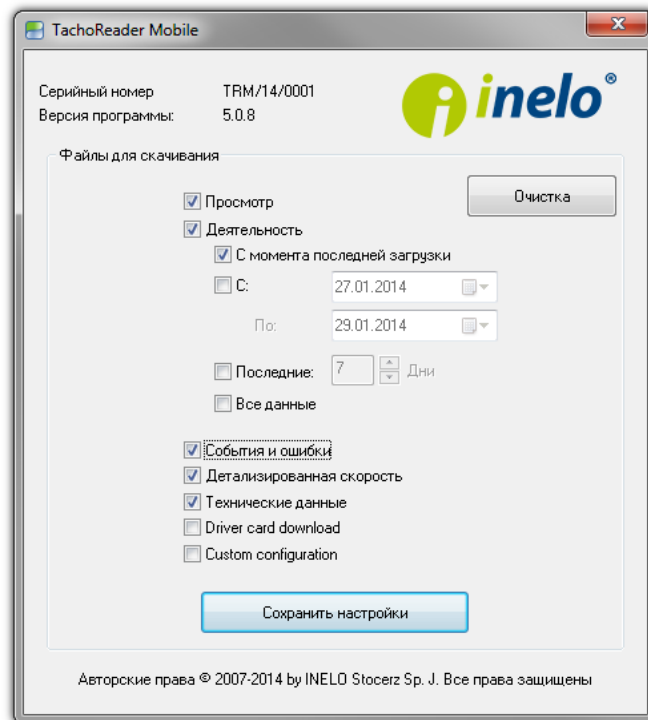 TachoReader Mobile
Серийный номер TRM/14/0001
Версия программы: 5.0.8
inelo®
Файлы для скачивания
Просмотр
Очистка
Деятельность
С момента последней загрузки
С: 27.01.2014
По: 29.01.2014
Последние: 7 Дни
Все данные
События и ошибки
Детализированная скорость
Технические данные
Driver card download
Custom configuration
Сохранить настройки
Авторские права © 2007-2014 by INELO Stocerz Sp. J. Все права защищены